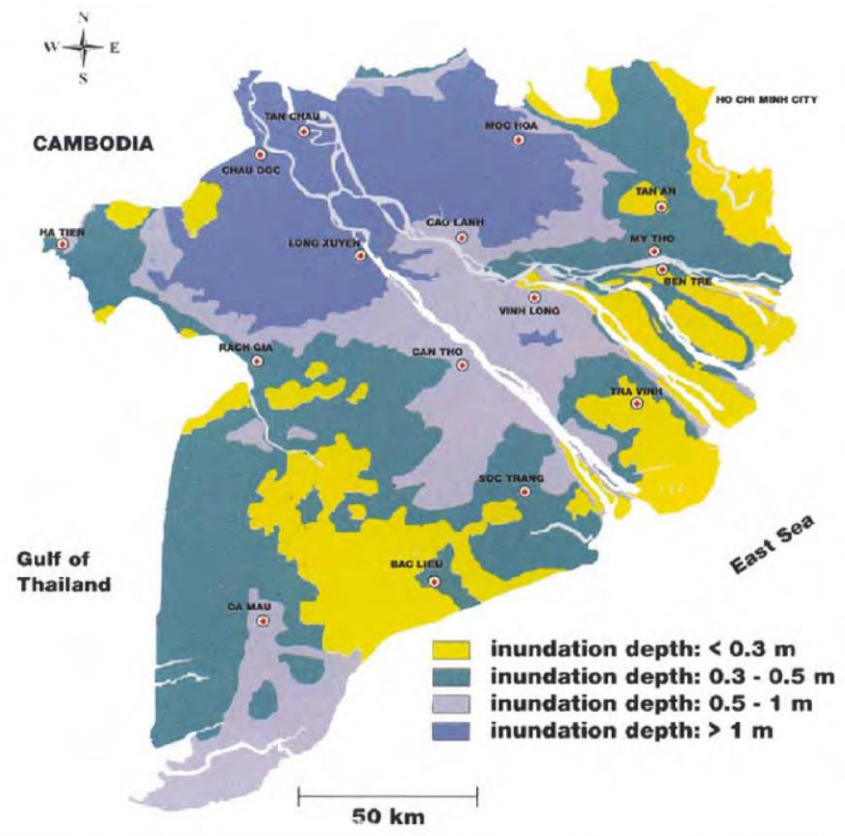 N
W E
S
HO CHI MINH CITY
TAN CHAU
MOC HOA
CAMBODIA
CHAU DOC
TAN AN
CAO LANH
HA TIEN
LONG XUYEN
MY THO
BEN TRE
VINH LONG
RACH GIA
CAN THO
TRA VINH
SOC TRANG
East Sea
Gulf of
Thailand
BAC LIEU
CA MAU
inundation depth: < 0.3 m
inundation depth: 0.3 - 0.5 m
inundation depth: 0.5 - 1 m
inundation depth: > 1 m
50 km